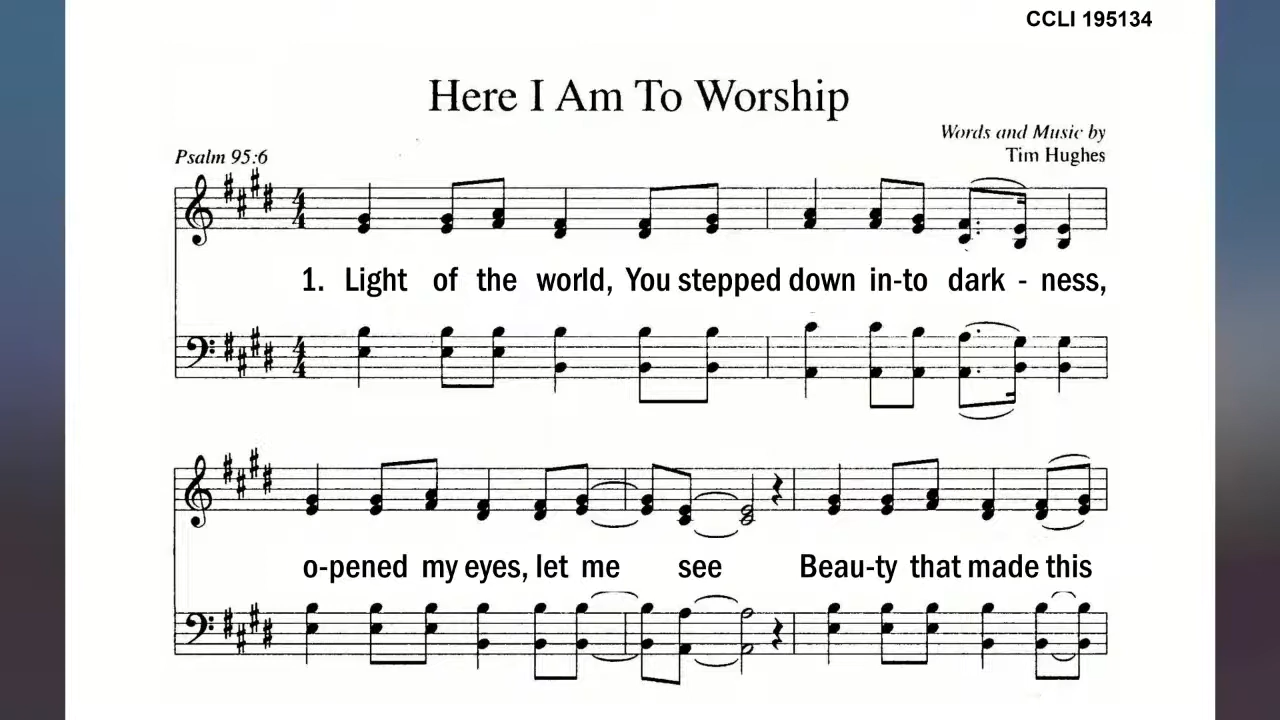 CCLI 195134
Here I Am To Worship
Words and Music by
Psalm 95:6
Tim Hughes
1. Light of the world, You stepped down in-to dark - ness,
o-pened my eyes, let me see Beau-ty that made this